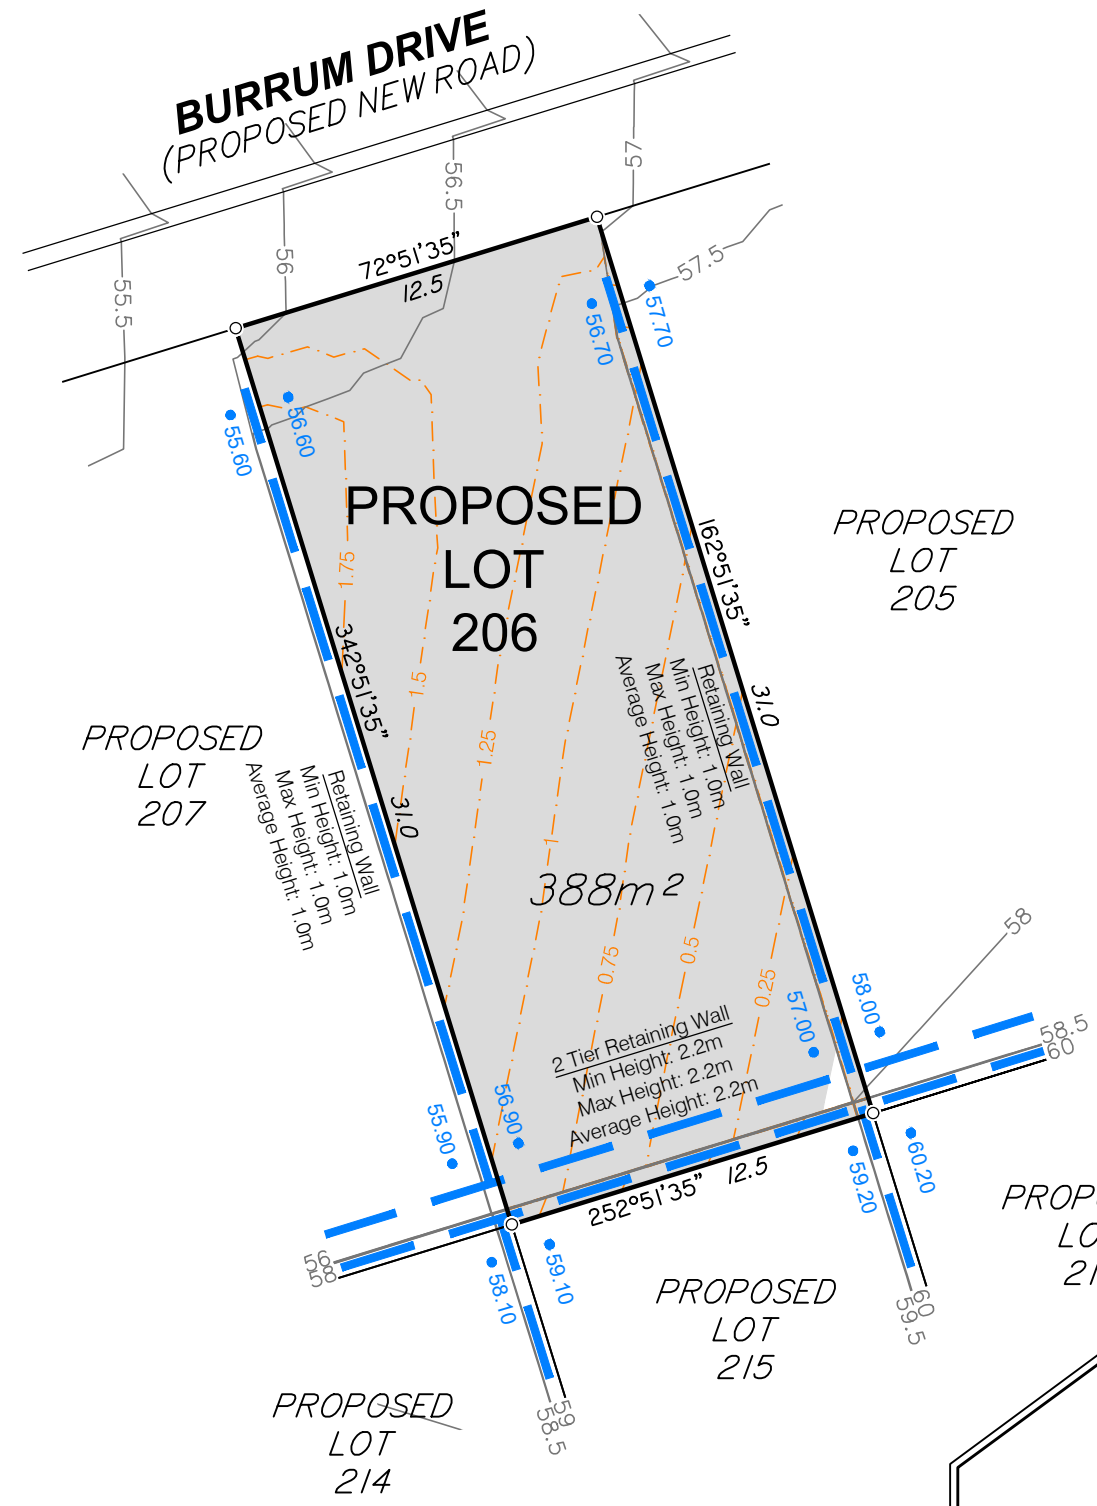 BURRUM DRIVE
(PROPOSED NEW ROAD)
55.5
56
56.5
57
57.5
72°51'35"
12.5
57.70
56.70
56.60
55.60
PROPOSED
LOT
206
1.75
1.5
1.25
1
0.75
0.5
0.25
162°51'35"
31.0
342°51'35"
31.0
PROPOSED
LOT
205
PROPOSED
LOT
207
Retaining Wall
Min Height: 1.0m
Max Height: 1.0m
Average Height: 1.0m
Retaining Wall
Min Height: 1.0m
Max Height: 1.0m
Average Height: 1.0m
388m²
58
58.00
57.00
2 Tier Retaining Wall
Min Height: 2.2m
Max Height: 2.2m
Average Height: 2.2m
58.5
60
56.90
55.90
252°51'35"
12.5
59.20
60.20
56
58
58.10
59.10
PROPOSED
LOT
215
60
59.5
PROPOSED
LOT
214
59
58.5
PROP
LO
21